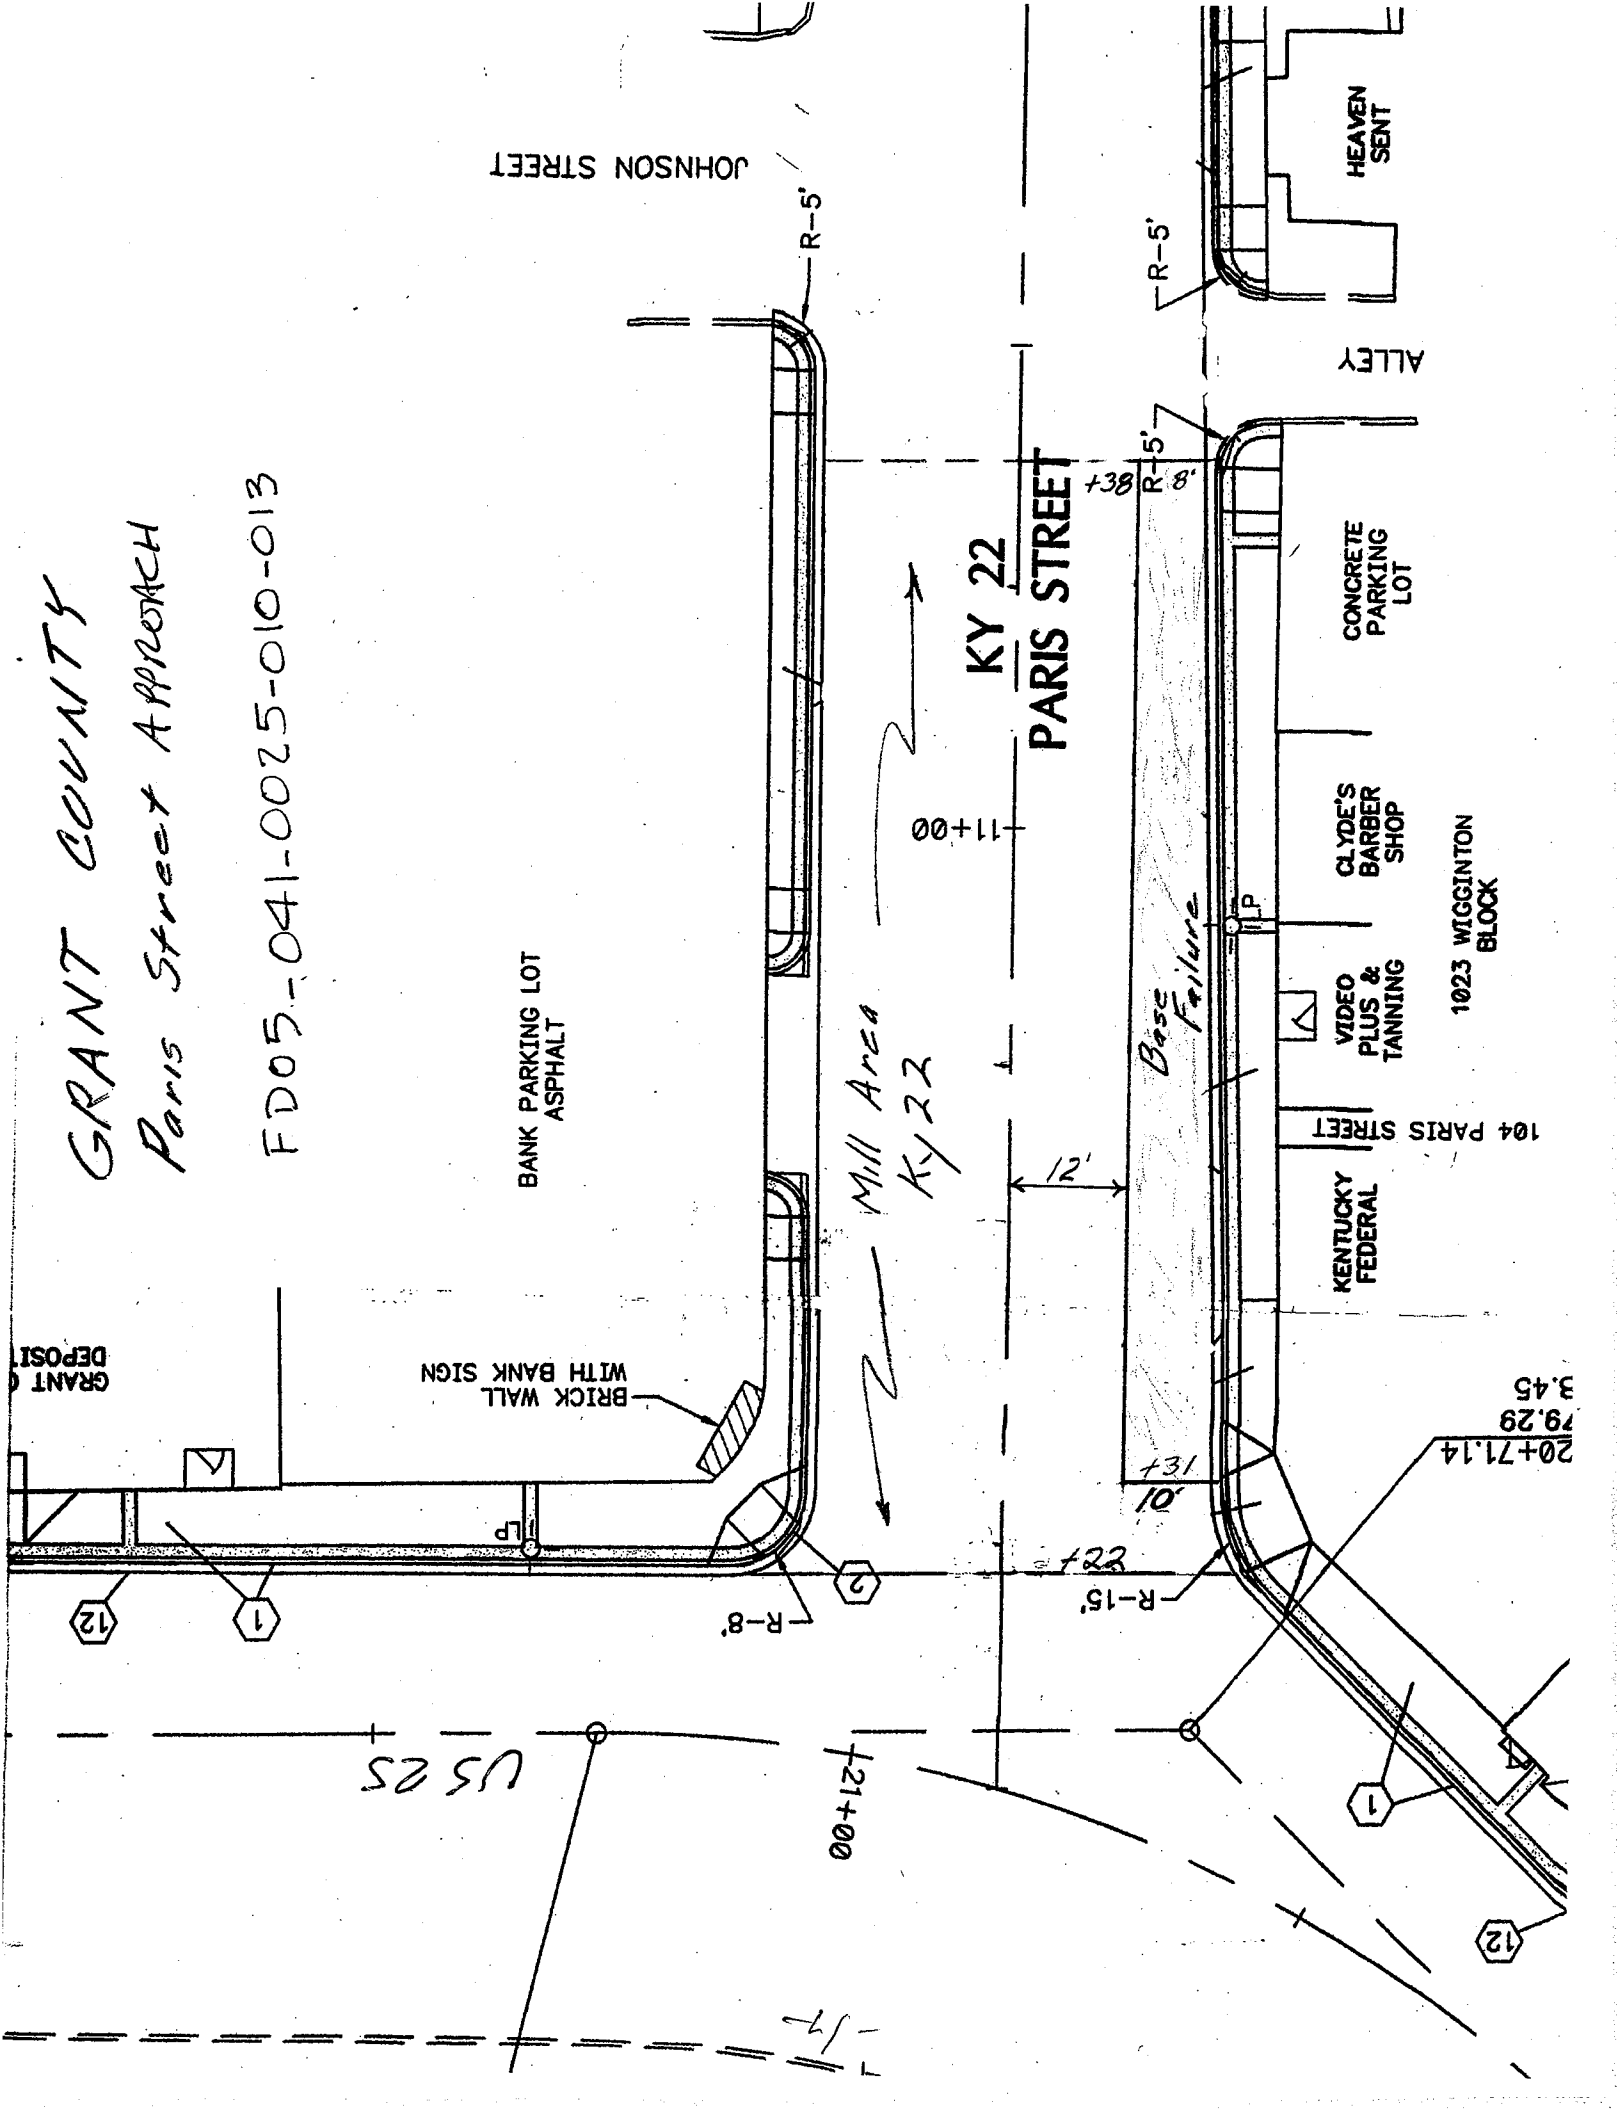 GRANT COUNTY
Paris Street APPROACH
FD05-041-0025-010-013
JOHNSON STREET
R-5'
R-5'
HEAVEN
SENT
ALLEY
R-5'
+38
8'
KY 22
PARIS STREET
11+00
Mill Area
Ky 22
12'
Base
Failure
CONCRETE
PARKING
LOT
CLYDE'S
BARBER
SHOP
LP
VIDEO
PLUS &
TANNING
1023 WIGGINTON
BLOCK
104 PARIS STREET
KENTUCKY
FEDERAL
BANK PARKING LOT
ASPHALT
BRICK WALL
WITH BANK SIGN
GRANT C
DEPOSIT
LP
12
1
R-8'
2
+31
10'
+22
R-15'
20+71.14
79.29
3.45
US 25
21+00
1
12